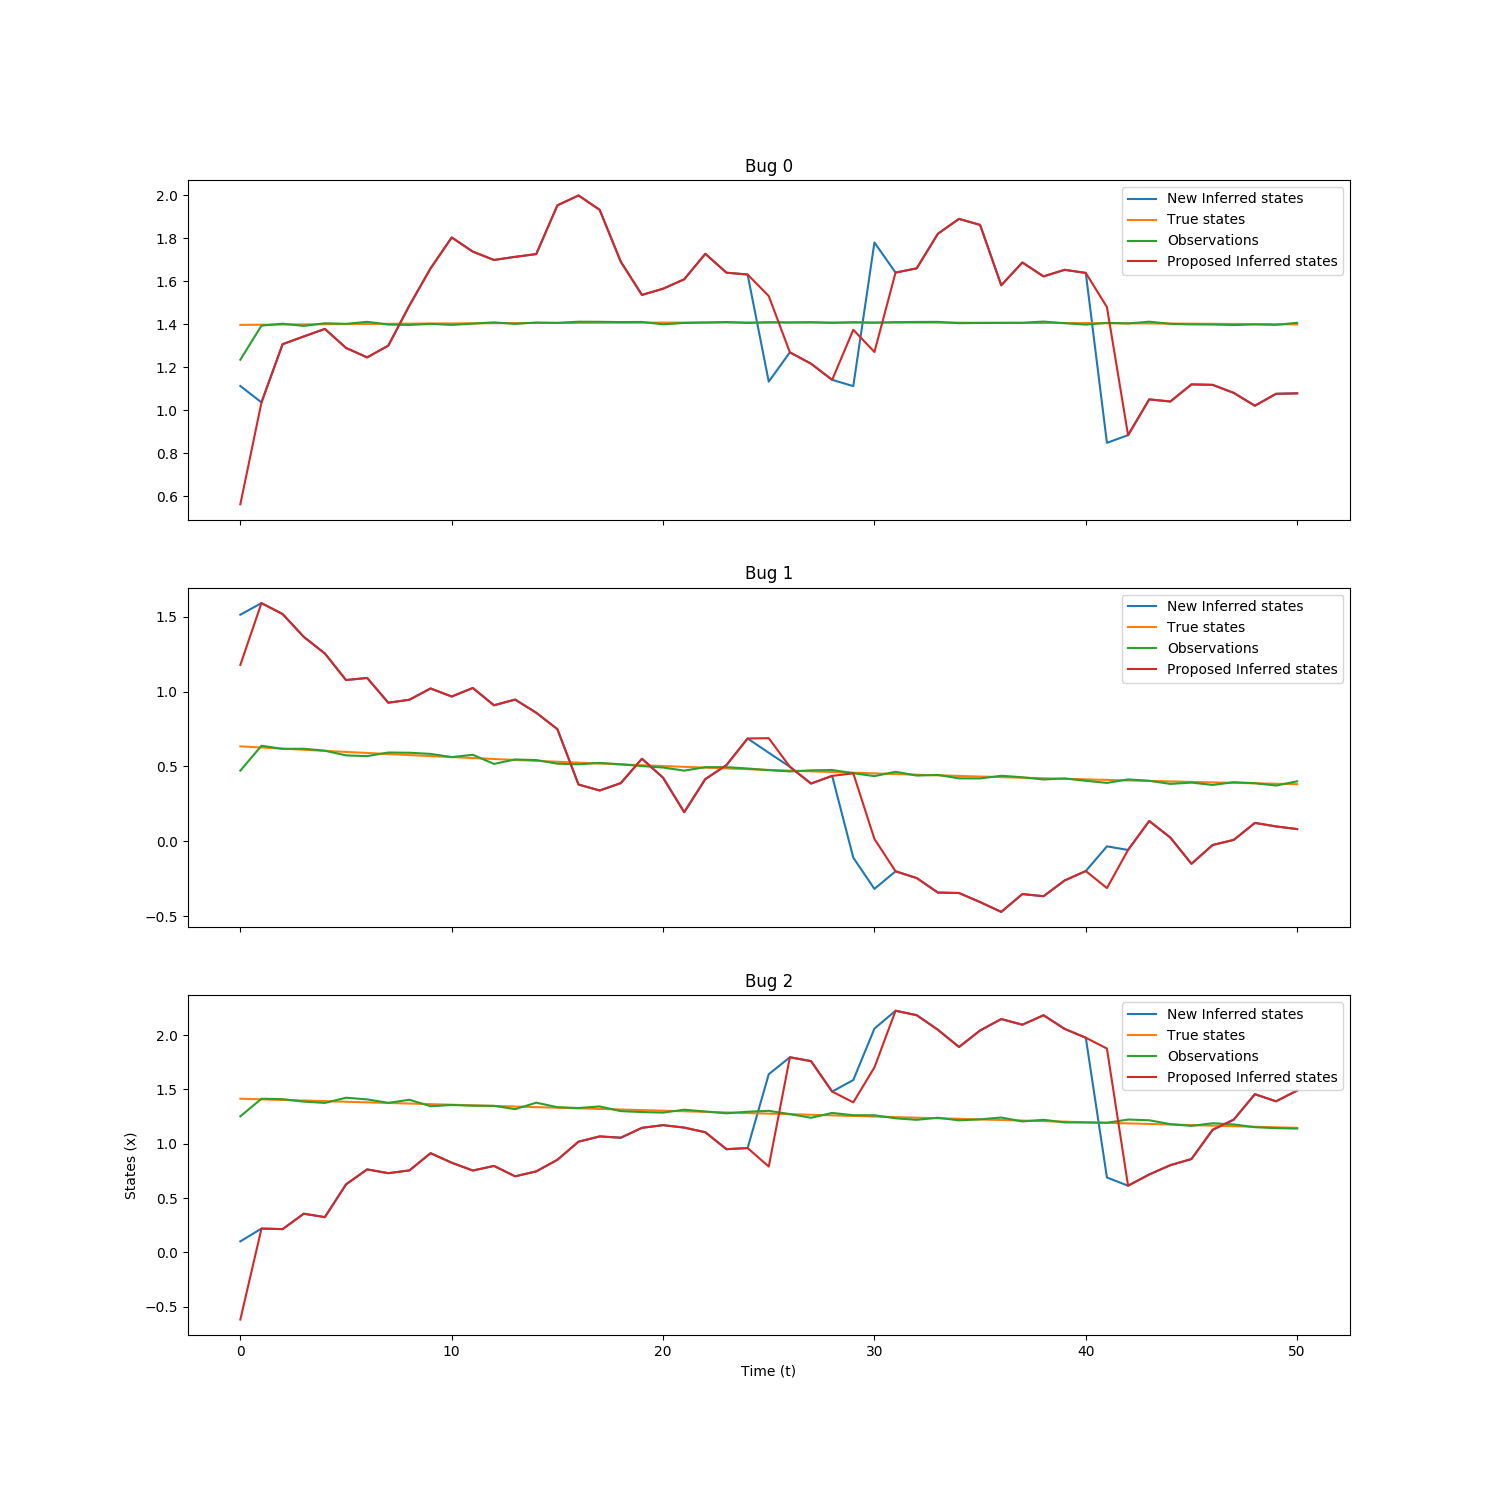 Bug 0
2.0
1.8
1.6
1.4
1.2
1.0
0.8
0.6
New Inferred states
True states
Observations
Proposed Inferred states
Bug 1
1.5
1.0
0.5
0.0
−0.5
New Inferred states
True states
Observations
Proposed Inferred states
Bug 2
States (x)
2.0
1.5
1.0
0.5
0.0
−0.5
New Inferred states
True states
Observations
Proposed Inferred states
0 10 20 30 40 50
Time (t)